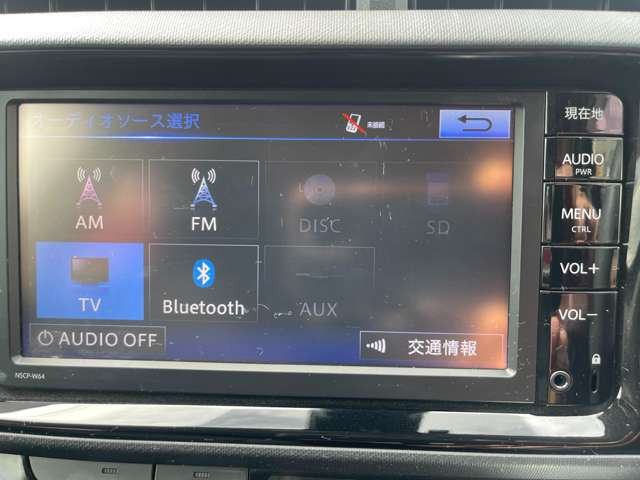 オーディオソース選択
未接続
現在地
AM
FM
DISC
SD
AUDIO
PWR
MENU
CTRL
TV
Bluetooth
AUX
VOL+
VOL−
AUDIO OFF
交通情報
NSCP-W64